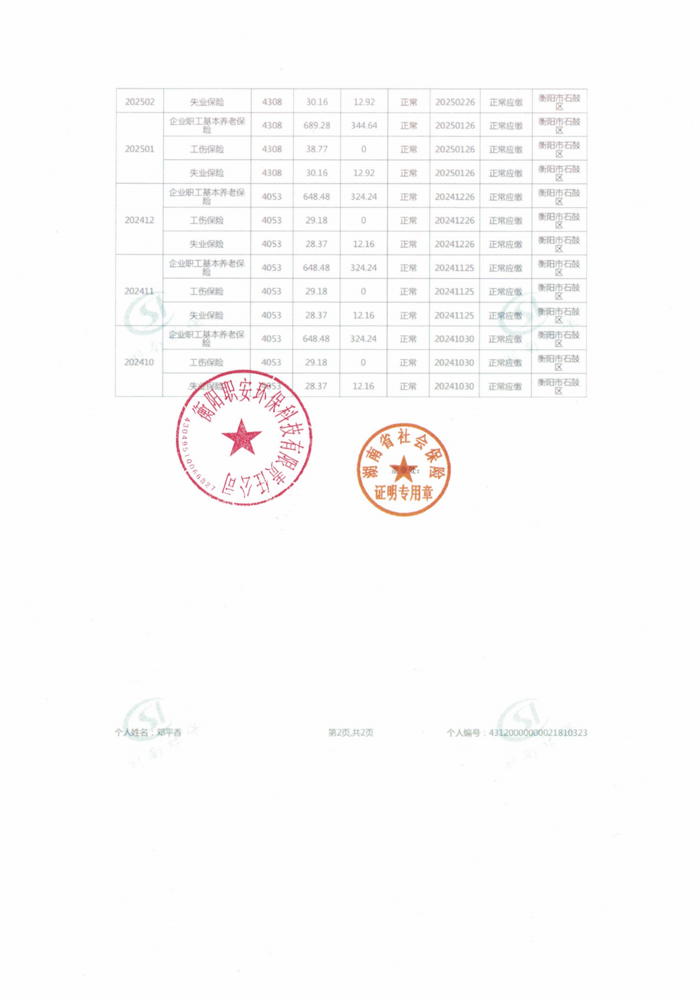 202502 失业保险 4308 30.16 12.92 正常 20250226 正常应缴 衡阳市石鼓区
202501 企业职工基本养老保险 4308 689.28 344.64 正常 20250126 正常应缴 衡阳市石鼓区
工伤保险 4308 38.77 0 正常 20250126 正常应缴 衡阳市石鼓区
失业保险 4308 30.16 12.92 正常 20250126 正常应缴 衡阳市石鼓区
202412 企业职工基本养老保险 4053 648.48 324.24 正常 20241226 正常应缴 衡阳市石鼓区
工伤保险 4053 29.18 0 正常 20241226 正常应缴 衡阳市石鼓区
失业保险 4053 28.37 12.16 正常 20241226 正常应缴 衡阳市石鼓区
202411 企业职工基本养老保险 4053 648.48 324.24 正常 20241125 正常应缴 衡阳市石鼓区
工伤保险 4053 29.18 0 正常 20241125 正常应缴 衡阳市石鼓区
失业保险 4053 28.37 12.16 正常 20241125 正常应缴 衡阳市石鼓区
202410 企业职工基本养老保险 4053 648.48 324.24 正常 20241030 正常应缴 衡阳市石鼓区
工伤保险 4053 29.18 0 正常 20241030 正常应缴 衡阳市石鼓区
失业保险 4053 28.37 12.16 正常 20241030 正常应缴 衡阳市石鼓区
衡阳职安环保科技有限责任公司
43049510066827
湖南省社会保险
盖章处：
证明专用章
个人姓名：邓平香 第2页,共2页 个人编号：43120000000021810323